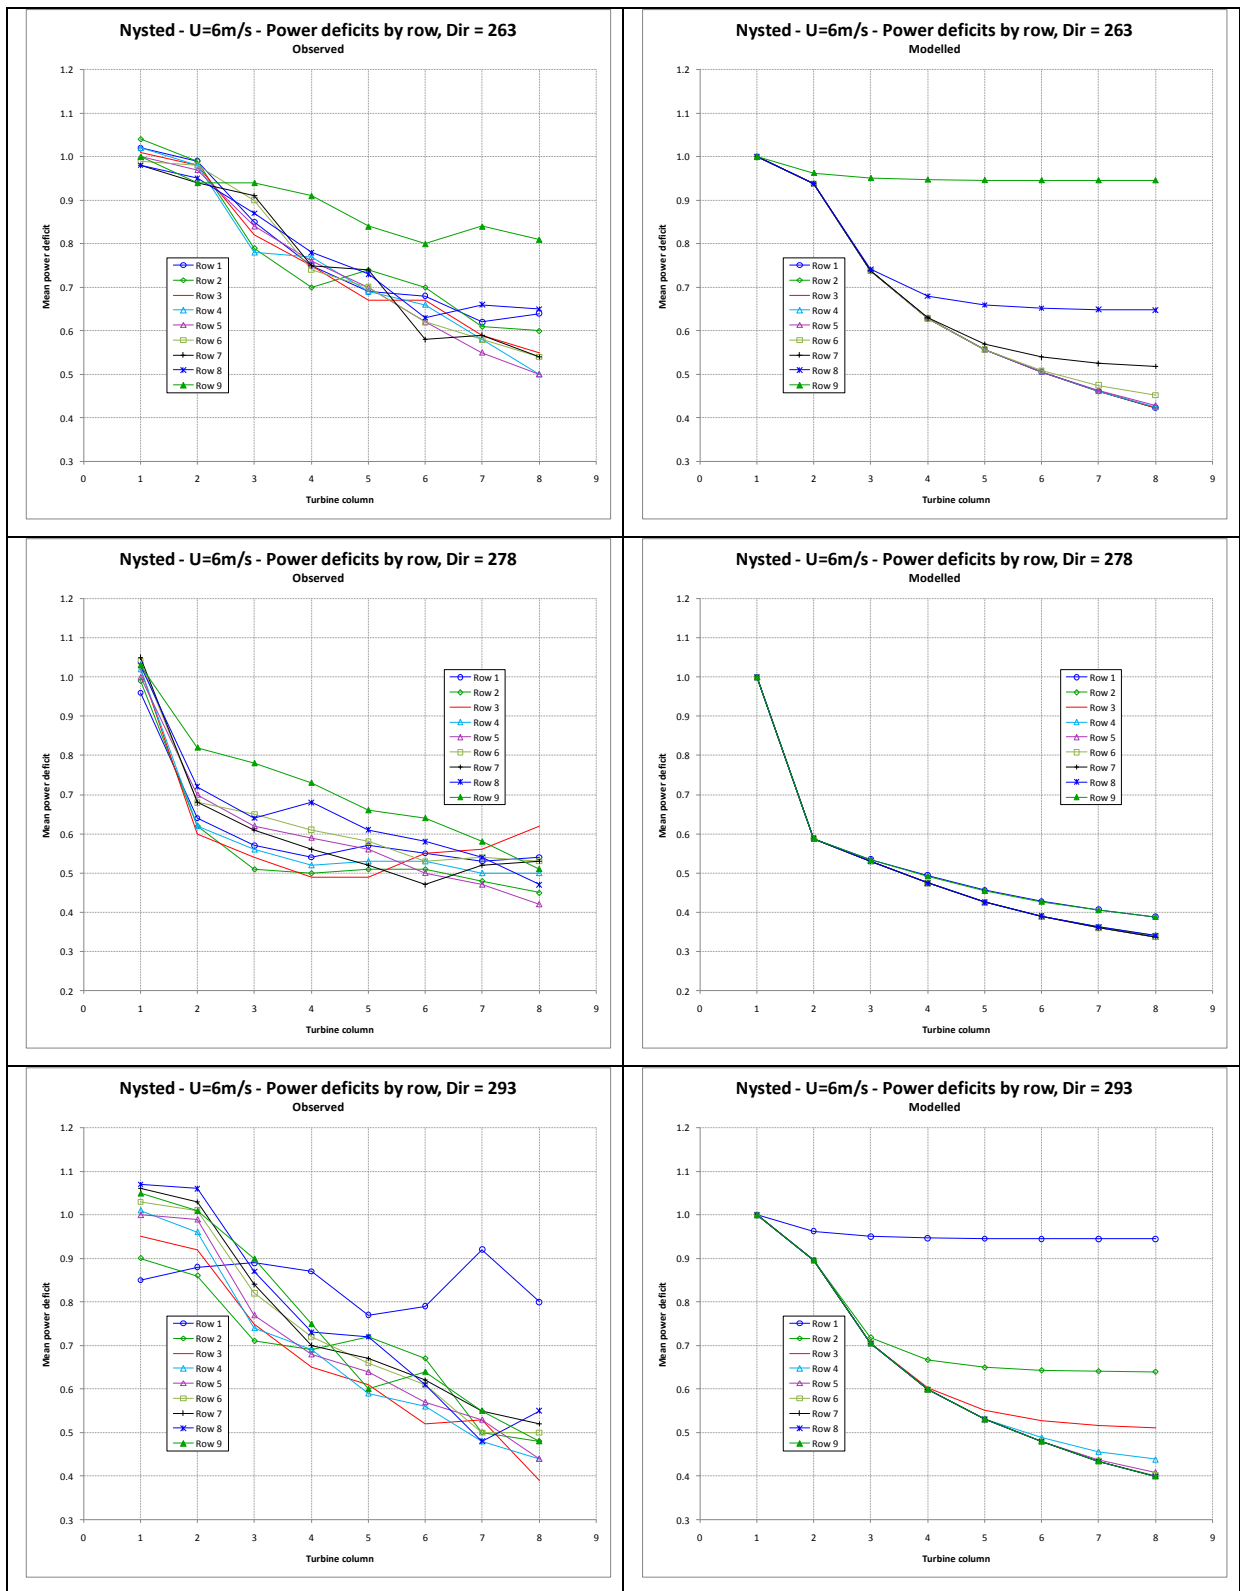 Nysted - U=6m/s - Power deficits by row, Dir = 263
Observed
Mean power deficit
1.2
1.1
1.0
0.9
0.8
0.7
0.6
0.5
0.4
0.3
Row 1
Row 2
Row 3
Row 4
Row 5
Row 6
Row 7
Row 8
Row 9
0 1 2 3 4 5 6 7 8 9
Turbine column
Nysted - U=6m/s - Power deficits by row, Dir = 263
Modelled
Mean power deficit
1.2
1.1
1.0
0.9
0.8
0.7
0.6
0.5
0.4
0.3
Row 1
Row 2
Row 3
Row 4
Row 5
Row 6
Row 7
Row 8
Row 9
0 1 2 3 4 5 6 7 8 9
Turbine column
Nysted - U=6m/s - Power deficits by row, Dir = 278
Observed
Mean power deficit
1.2
1.1
1.0
0.9
0.8
0.7
0.6
0.5
0.4
0.3
0.2
Row 1
Row 2
Row 3
Row 4
Row 5
Row 6
Row 7
Row 8
Row 9
0 1 2 3 4 5 6 7 8 9
Turbine column
Nysted - U=6m/s - Power deficits by row, Dir = 278
Modelled
Mean power deficit
1.2
1.1
1.0
0.9
0.8
0.7
0.6
0.5
0.4
0.3
0.2
Row 1
Row 2
Row 3
Row 4
Row 5
Row 6
Row 7
Row 8
Row 9
0 1 2 3 4 5 6 7 8 9
Turbine column
Nysted - U=6m/s - Power deficits by row, Dir = 293
Observed
Mean power deficit
1.2
1.1
1.0
0.9
0.8
0.7
0.6
0.5
0.4
0.3
Row 1
Row 2
Row 3
Row 4
Row 5
Row 6
Row 7
Row 8
Row 9
0 1 2 3 4 5 6 7 8 9
Turbine column
Nysted - U=6m/s - Power deficits by row, Dir = 293
Modelled
Mean power deficit
1.2
1.1
1.0
0.9
0.8
0.7
0.6
0.5
0.4
0.3
Row 1
Row 2
Row 3
Row 4
Row 5
Row 6
Row 7
Row 8
Row 9
0 1 2 3 4 5 6 7 8 9
Turbine column